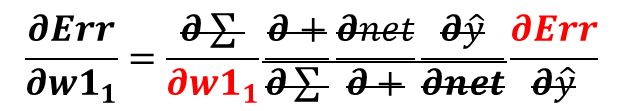 ∂Err/∂w1₁ = ∂∑/∂w1₁ ∂+/∂∑ ∂net/∂+ ∂ŷ/∂net ∂Err/∂ŷ